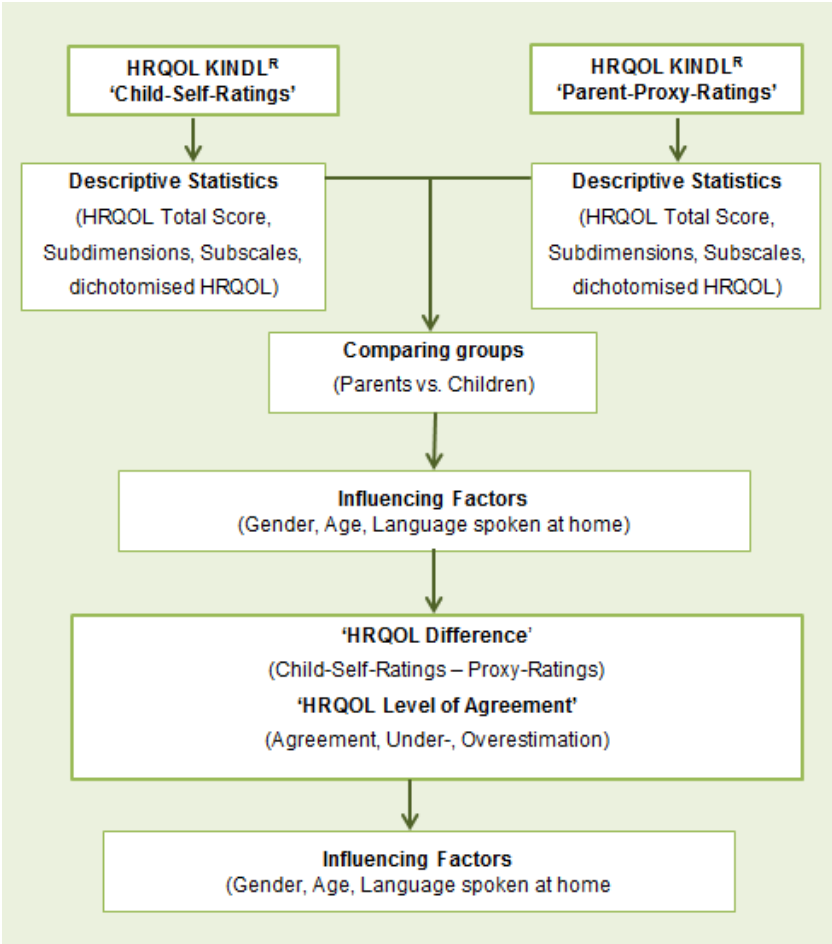 HRQOL KINDLᴿ
‘Child-Self-Ratings’
HRQOL KINDLᴿ
‘Parent-Proxy-Ratings’
Descriptive Statistics
(HRQOL Total Score,
Subdimensions, Subscales,
dichotomised HRQOL)
Descriptive Statistics
(HRQOL Total Score,
Subdimensions, Subscales,
dichotomised HRQOL)
Comparing groups
(Parents vs. Children)
Influencing Factors
(Gender, Age, Language spoken at home)
‘HRQOL Difference’
(Child-Self-Ratings – Proxy-Ratings)
‘HRQOL Level of Agreement’
(Agreement, Under-, Overestimation)
Influencing Factors
(Gender, Age, Language spoken at home